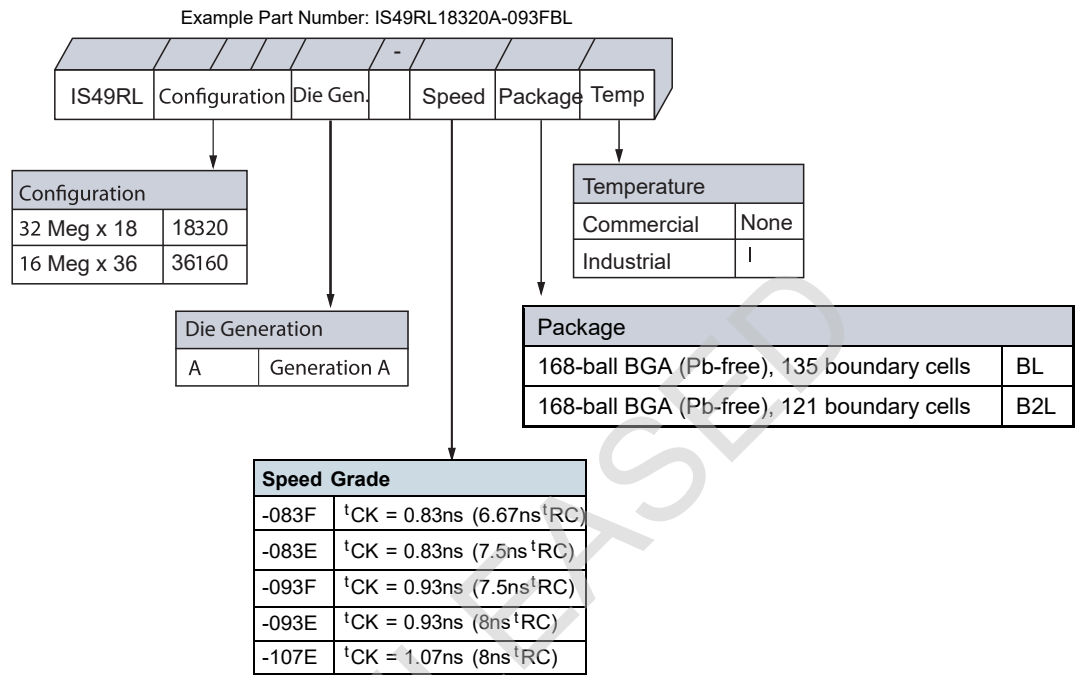 Example Part Number: IS49RL18320A-093FBL
-
IS49RL Configuration Die Gen. Speed Package Temp
Configuration
32 Meg x 18 18320
16 Meg x 36 36160
Temperature
Commercial None
Industrial I
Die Generation
A Generation A
Package
168-ball BGA (Pb-free), 135 boundary cells BL
168-ball BGA (Pb-free), 121 boundary cells B2L
Speed Grade
-083F tCK = 0.83ns (6.67ns tRC)
-083E tCK = 0.83ns (7.5ns tRC)
-093F tCK = 0.93ns (7.5ns tRC)
-093E tCK = 0.93ns (8ns tRC)
-107E tCK = 1.07ns (8ns tRC)